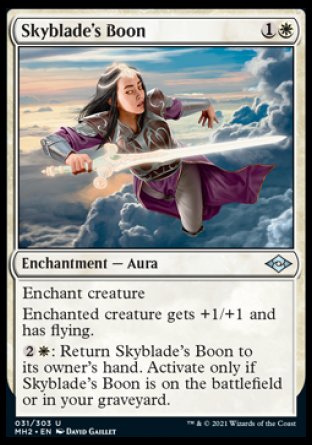 Skyblade's Boon 1
Enchantment — Aura
Enchant creature
Enchanted creature gets +1/+1 and
has flying.
2 : Return Skyblade's Boon to
its owner's hand. Activate only if
Skyblade's Boon is on the battlefield
or in your graveyard.
031/303 U
MH2 • EN DAVID GAILLET
™ & © 2021 Wizards of the Coast